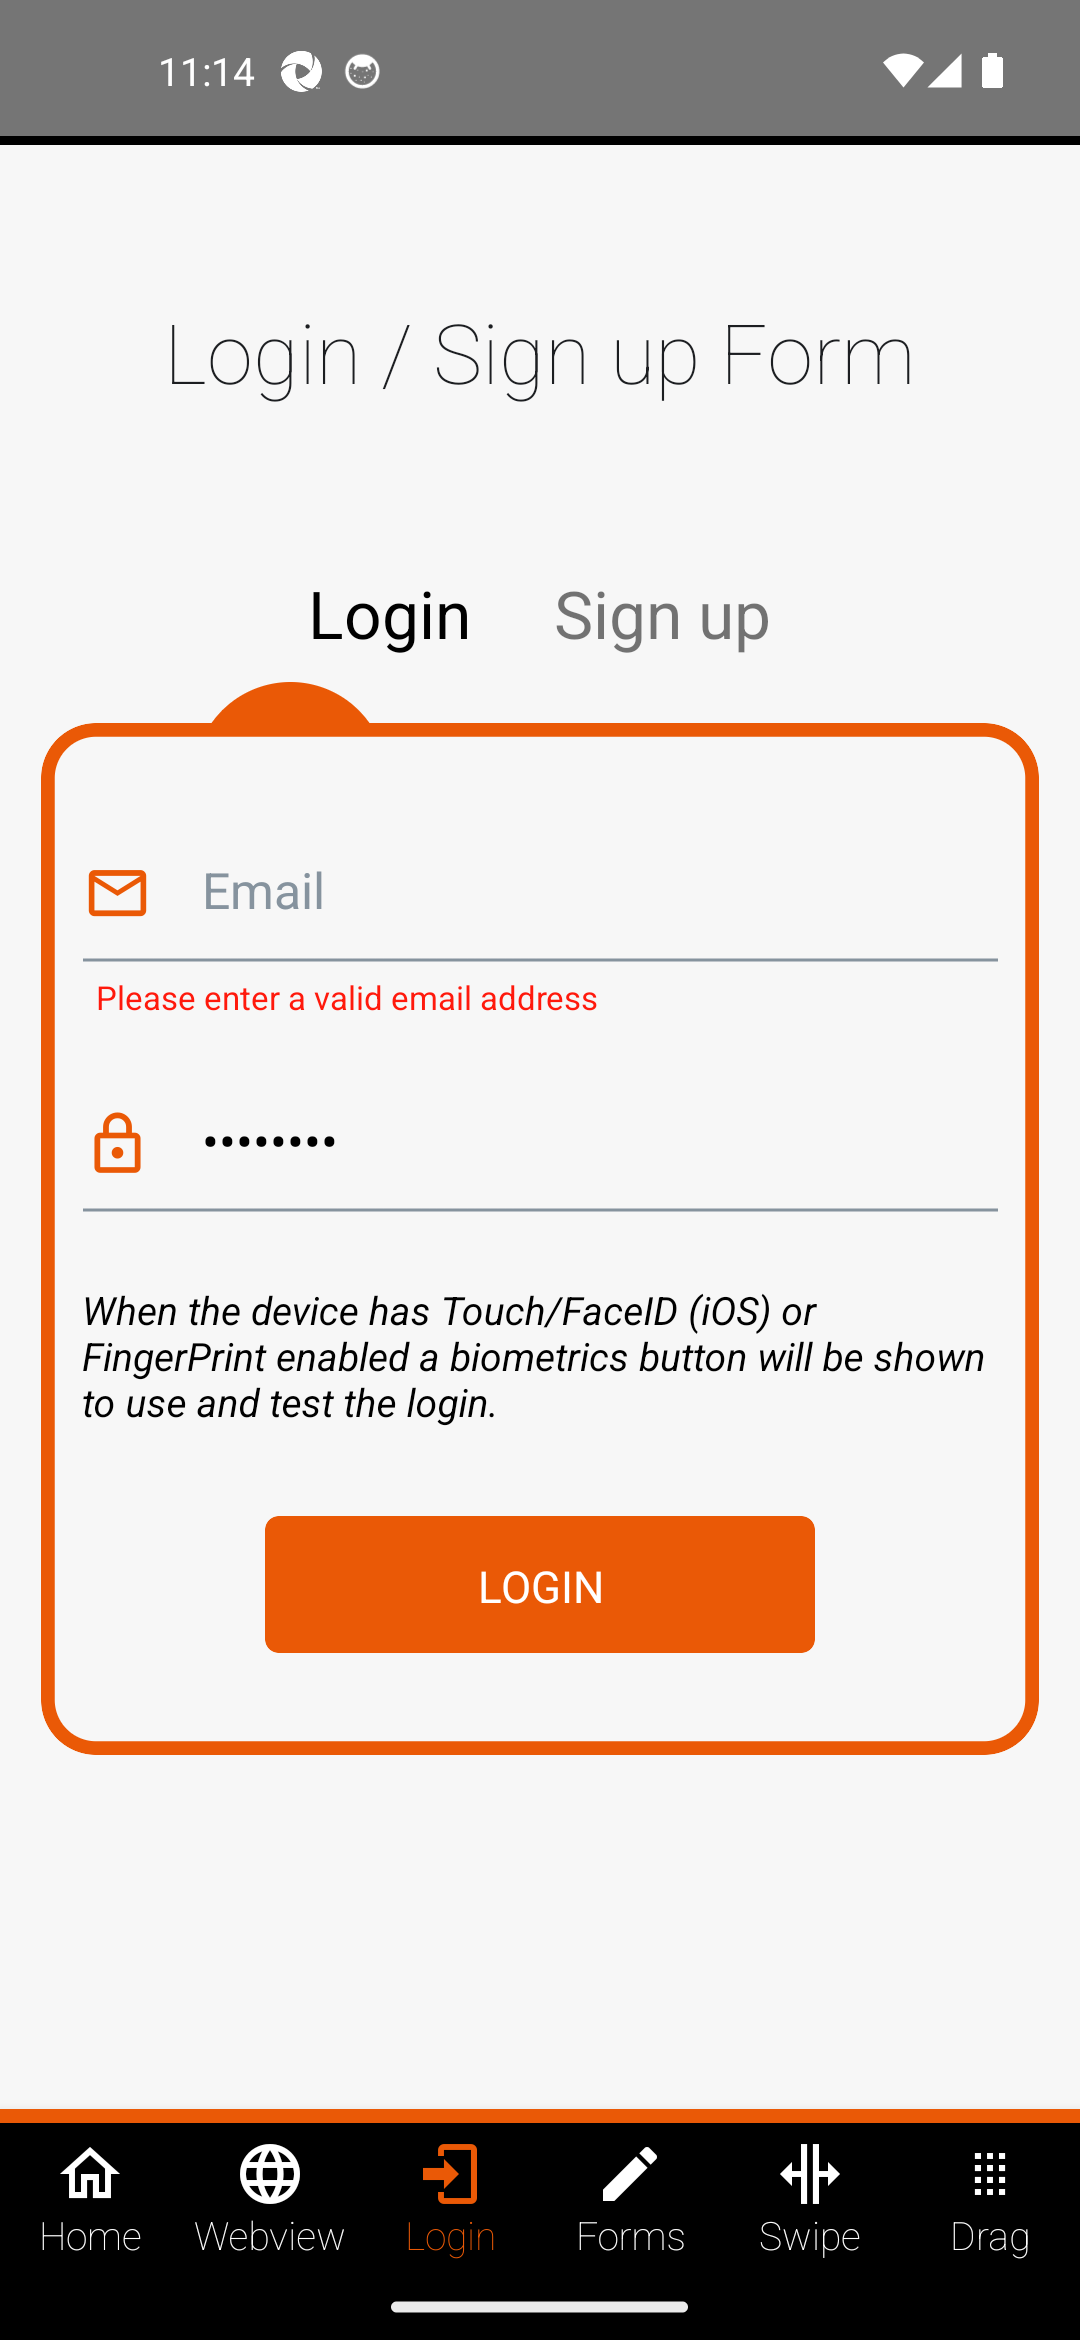 11:14
Login / Sign up Form
Login
Sign up
Email
Please enter a valid email address
••••••••
When the device has Touch/FaceID (iOS) or
FingerPrint enabled a biometrics button will be shown
to use and test the login.
LOGIN
Home
Webview
Login
Forms
Swipe
Drag